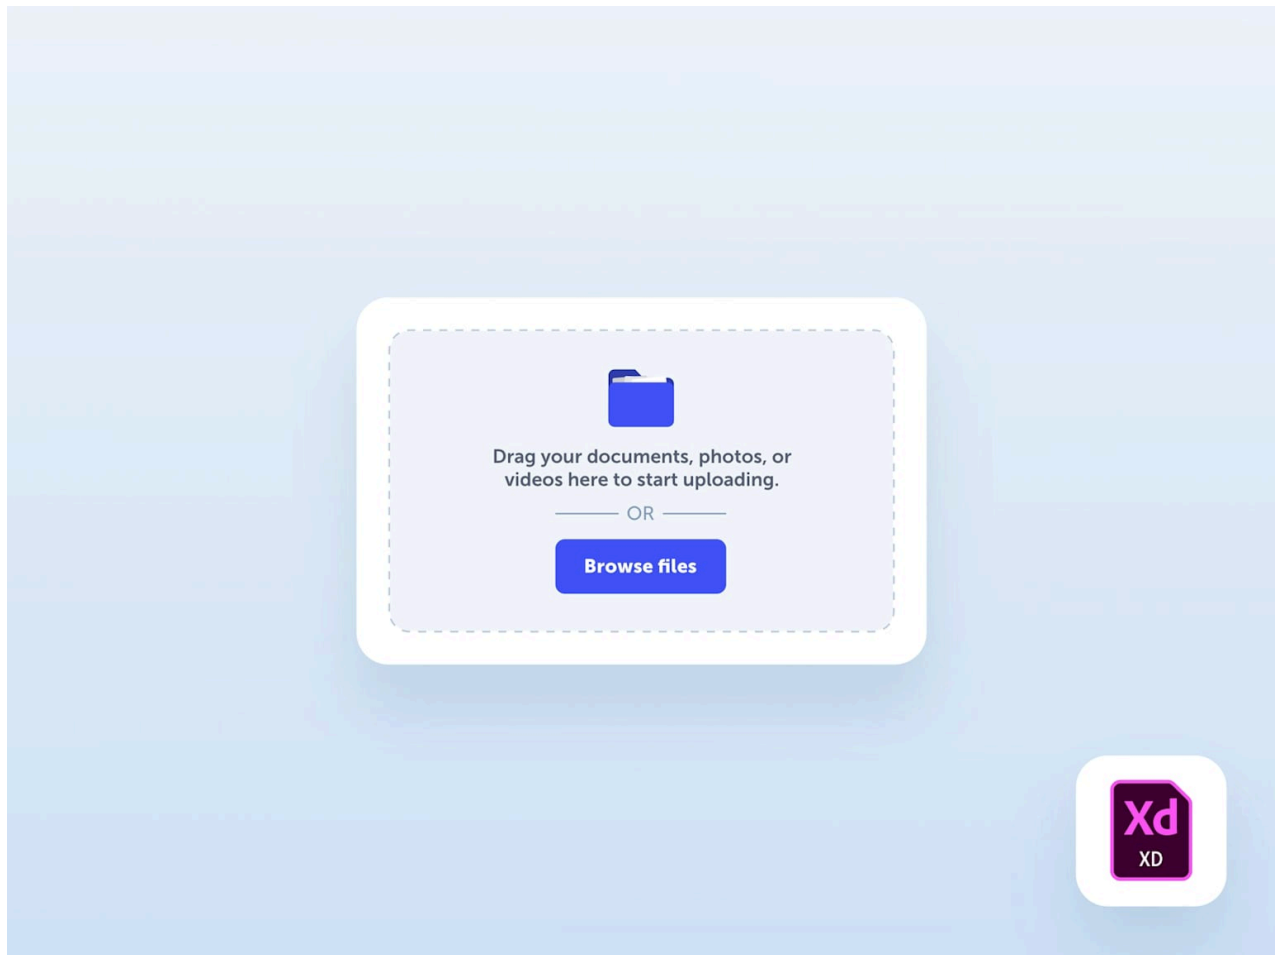 Drag your documents, photos, or
videos here to start uploading.
OR
Browse files
Xd
XD